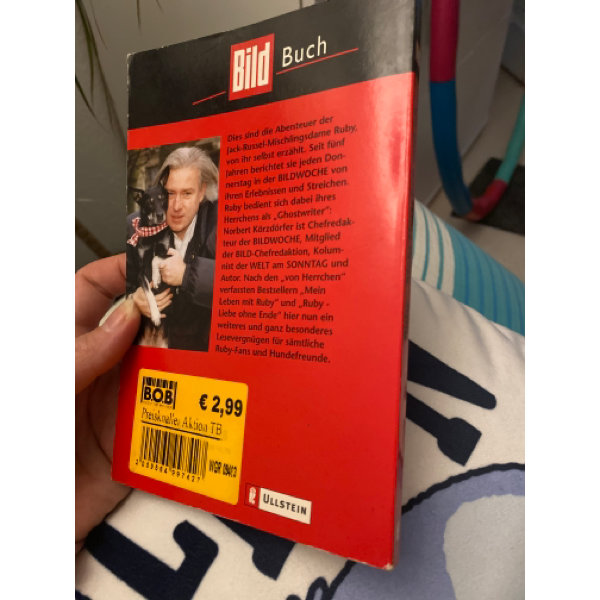 Bild
Buch
Dies sind die Abenteuer der
Jack-Russel-Mischlingsdame Ruby,
von ihr selbst erzählt. Seit fünf
Jahren berichtet sie jeden Don-
nerstag in der BILDWOCHE von
ihren Erlebnissen und Streichen.
Ruby bedient sich dabei ihres
Herrchens als „Ghostwriter":
Norbert Körzdörfer ist Chefredak-
teur der BILDWOCHE, Mitglied
der BILD-Chefredaktion, Kolum-
nist der WELT am SONNTAG und
Autor. Nach den „von Herrchen"
verfassten Bestsellern „Mein
Leben mit Ruby" und „Ruby -
Liebe ohne Ende" hier nun ein
weiteres und ganz besonderes
Lesevergnügen für sämtliche
Ruby-Fans und Hundefreunde.
B.O.B
€ 2,99
Preisknaller Aktion TB
WGR
ULLSTEIN